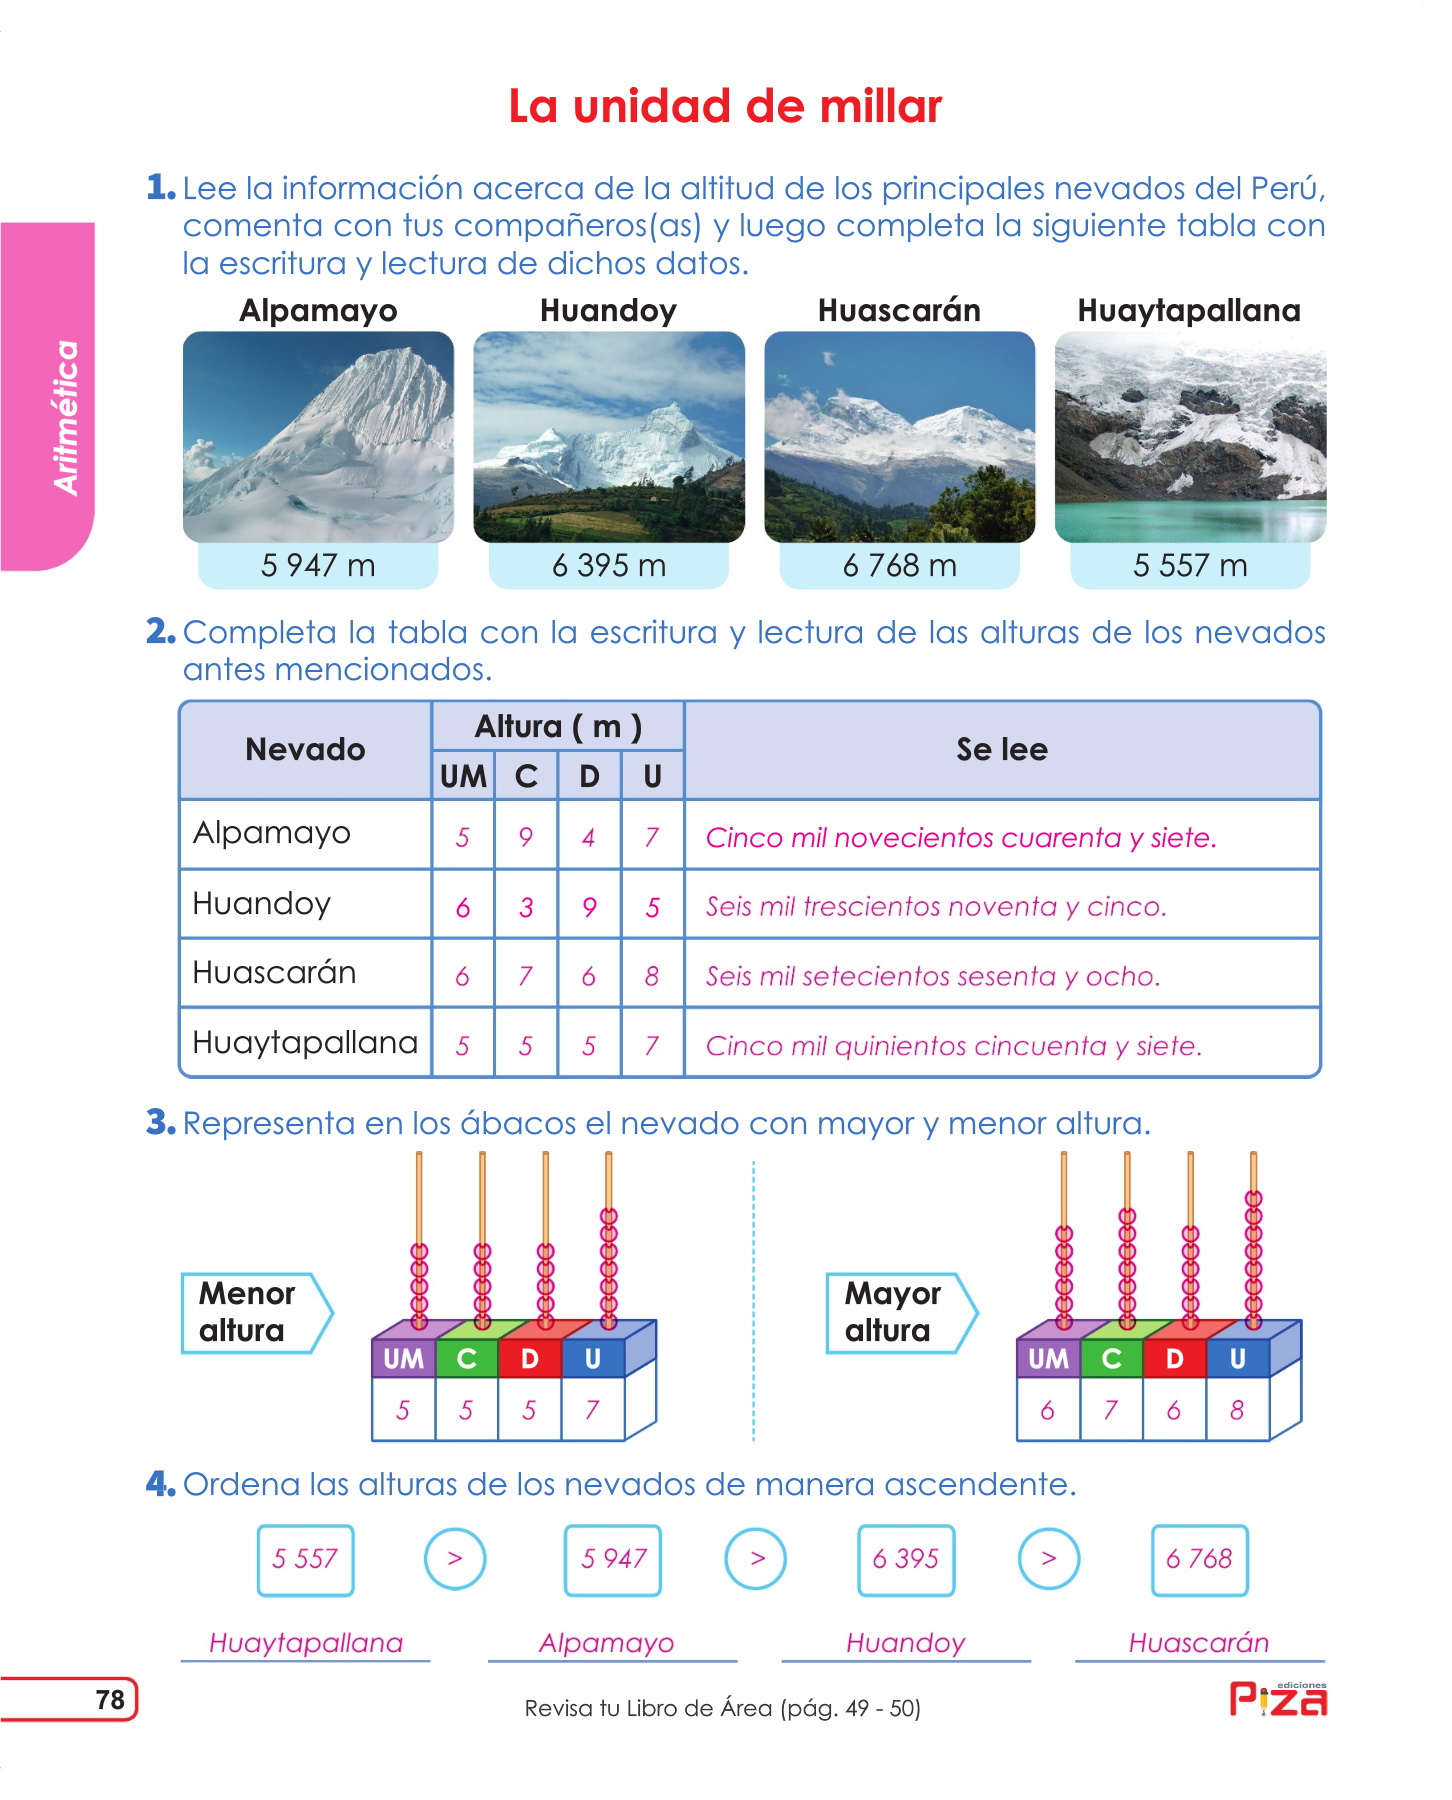 La unidad de millar
1. Lee la información acerca de la altitud de los principales nevados del Perú,
comenta con tus compañeros(as) y luego completa la siguiente tabla con
la escritura y lectura de dichos datos.
Aritmética
Alpamayo Huandoy Huascarán Huaytapallana
5 947 m 6 395 m 6 768 m 5 557 m
2. Completa la tabla con la escritura y lectura de las alturas de los nevados
antes mencionados.
Nevado Altura ( m ) Se lee
UM C D U
Alpamayo 5 9 4 7 Cinco mil novecientos cuarenta y siete.
Huandoy 6 3 9 5 Seis mil trescientos noventa y cinco.
Huascarán 6 7 6 8 Seis mil setecientos sesenta y ocho.
Huaytapallana 5 5 5 7 Cinco mil quinientos cincuenta y siete.
3. Representa en los ábacos el nevado con mayor y menor altura.
Menor
altura
UM C D U
5 5 5 7
Mayor
altura
UM C D U
6 7 6 8
4. Ordena las alturas de los nevados de manera ascendente.
5 557 > 5 947 > 6 395 > 6 768
Huaytapallana Alpamayo Huandoy Huascarán
78
Revisa tu Libro de Área (pág. 49 - 50)
ediciones
Piza